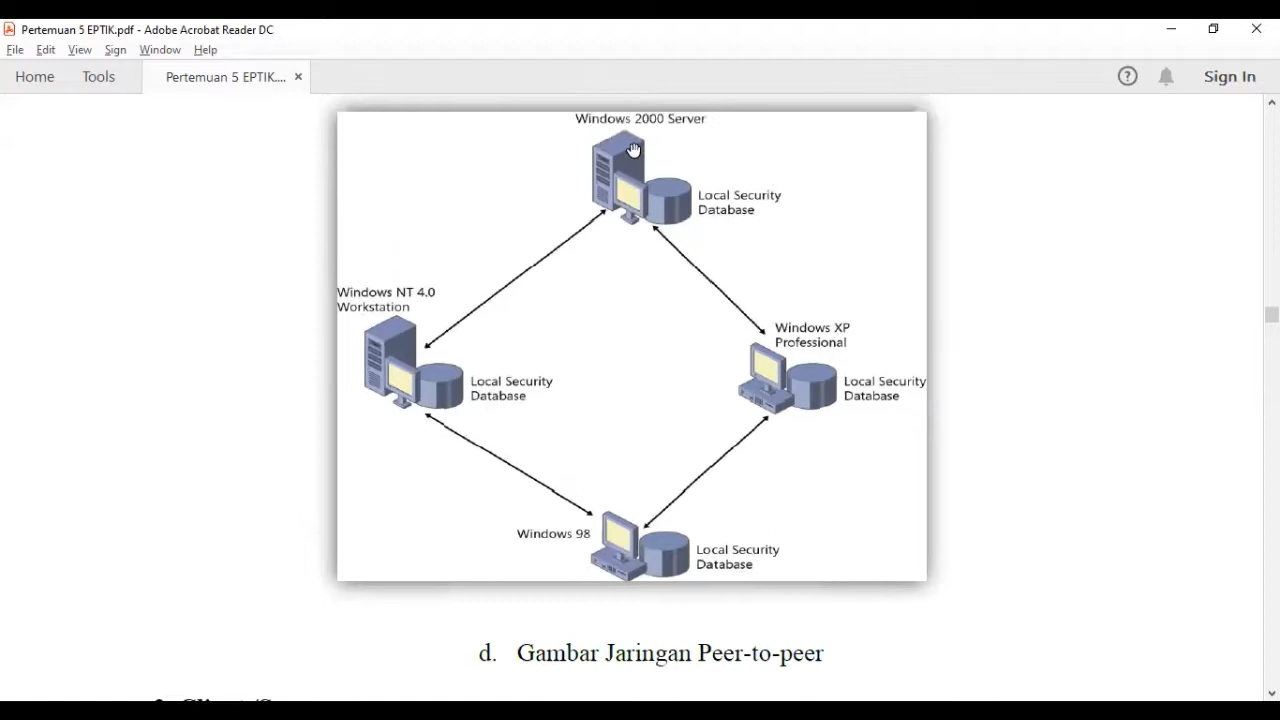 Pertemuan 5 EPTIK.pdf - Adobe Acrobat Reader DC
File Edit View Sign Window Help
Home Tools Pertemuan 5 EPTIK.... × Sign In
Windows 2000 Server
Local Security
Database
Windows NT 4.0
Workstation
Local Security
Database
Windows XP
Professional
Local Security
Database
Windows 98
Local Security
Database
d. Gambar Jaringan Peer-to-peer